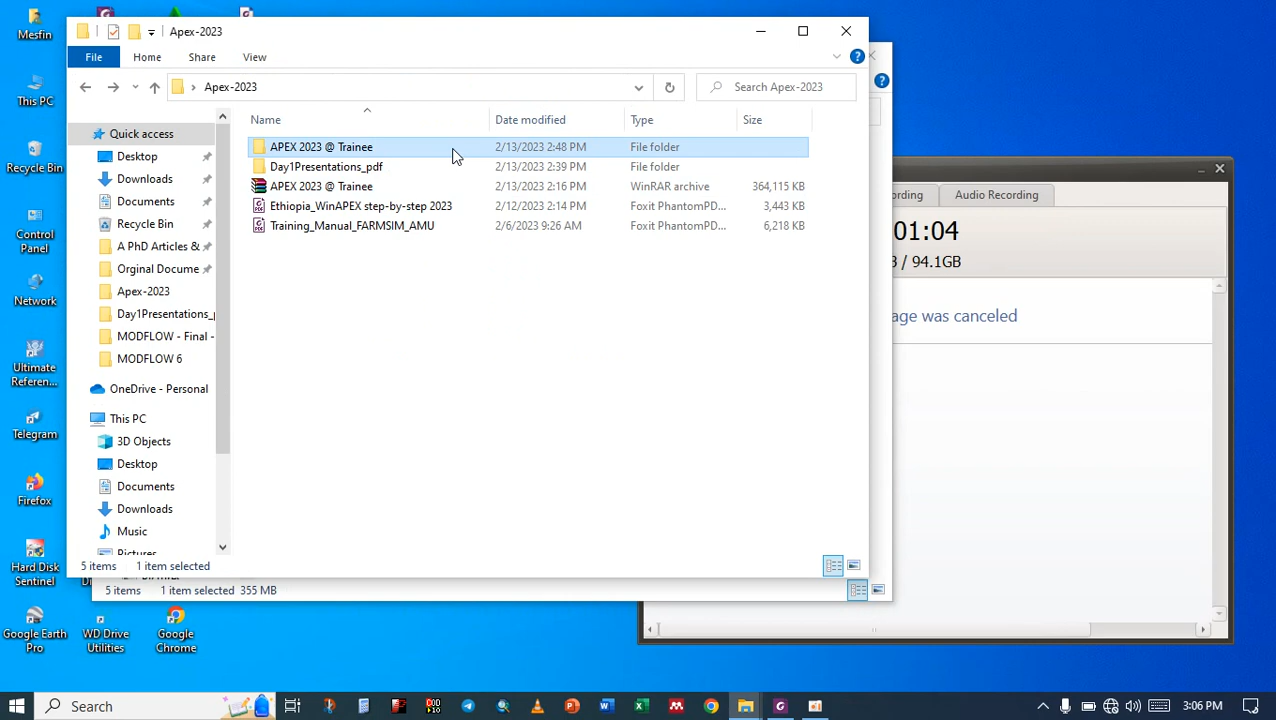 Apex-2023
File
Home
Share
View
Apex-2023
Search Apex-2023
Name
Date modified
Type
Size
Quick access
Desktop
Downloads
Documents
Recycle Bin
A PhD Articles &
Orginal Docume
Apex-2023
Day1Presentations_
MODFLOW - Final -
MODFLOW 6
OneDrive - Personal
This PC
3D Objects
Desktop
Documents
Downloads
Music
Pictures
APEX 2023 @ Trainee 2/13/2023 2:48 PM File folder
Day1Presentations_pdf 2/13/2023 2:39 PM File folder
APEX 2023 @ Trainee 2/13/2023 2:16 PM WinRAR archive 364,115 KB
Ethiopia_WinAPEX step-by-step 2023 2/12/2023 2:14 PM Foxit PhantomPD... 3,443 KB
Training_Manual_FARMSIM_AMU 2/6/2023 9:26 AM Foxit PhantomPD... 6,218 KB
5 items 1 item selected
5 items 1 item selected 355 MB
Audio Recording
01:04
/ 94.1GB
age was canceled
Mesfin
This PC
Recycle Bin
Control
Panel
Network
Ultimate
Referen...
Telegram
Firefox
Hard Disk
Sentinel
Google Earth
Pro
WD Drive
Utilities
Google
Chrome
Search
3:06 PM